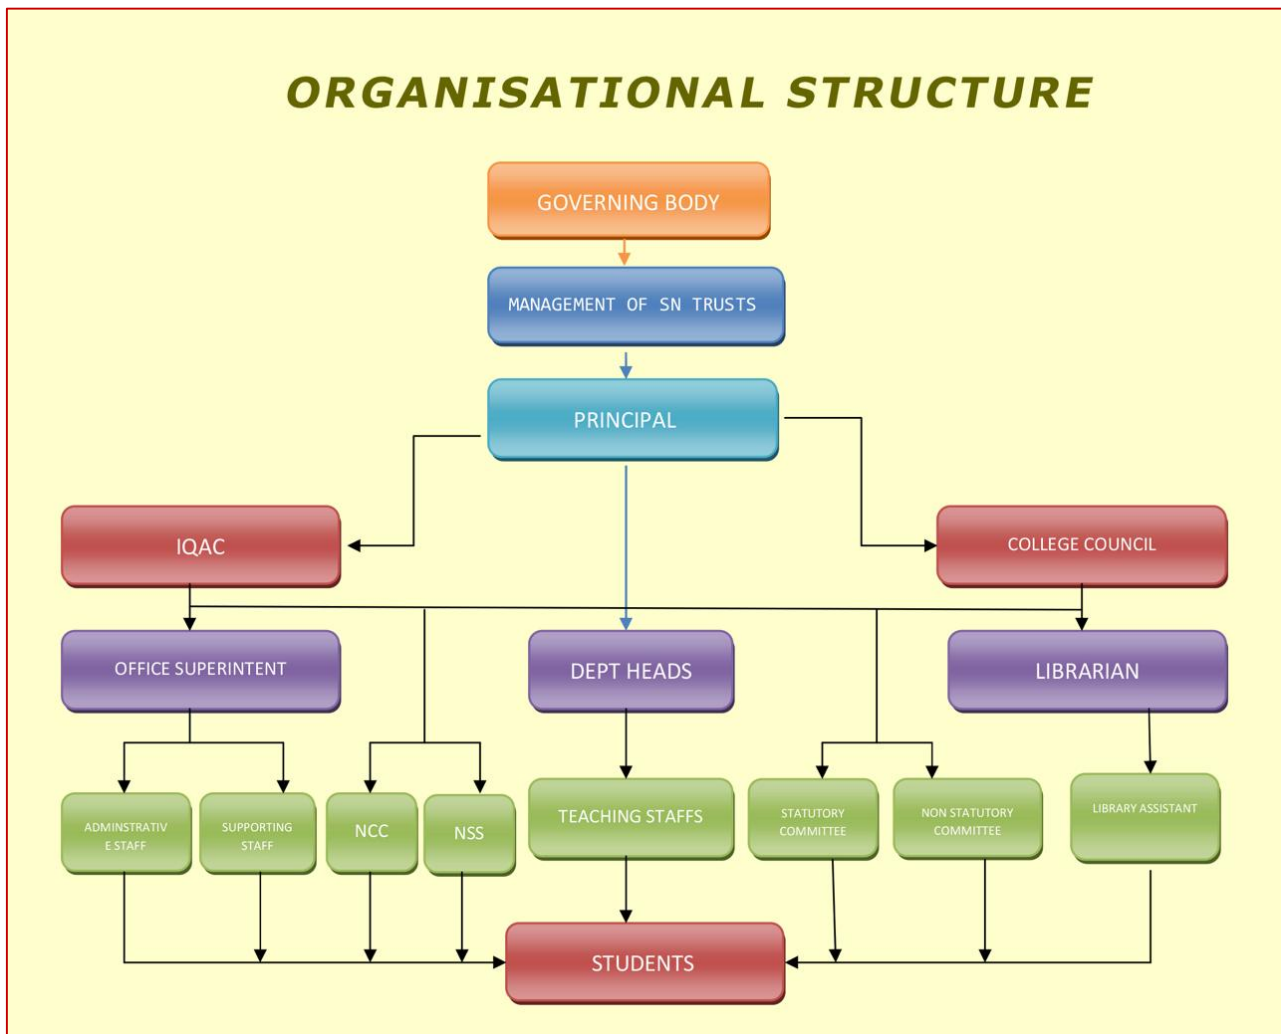 ORGANISATIONAL STRUCTURE
GOVERNING BODY
MANAGEMENT OF SN TRUSTS
PRINCIPAL
IQAC
COLLEGE COUNCIL
OFFICE SUPERINTENT
DEPT HEADS
LIBRARIAN
ADMINSTRATIV
E STAFF
SUPPORTING
STAFF
NCC
NSS
TEACHING STAFFS
STATUTORY
COMMITTEE
NON STATUTORY
COMMITTEE
LIBRARY ASSISTANT
STUDENTS